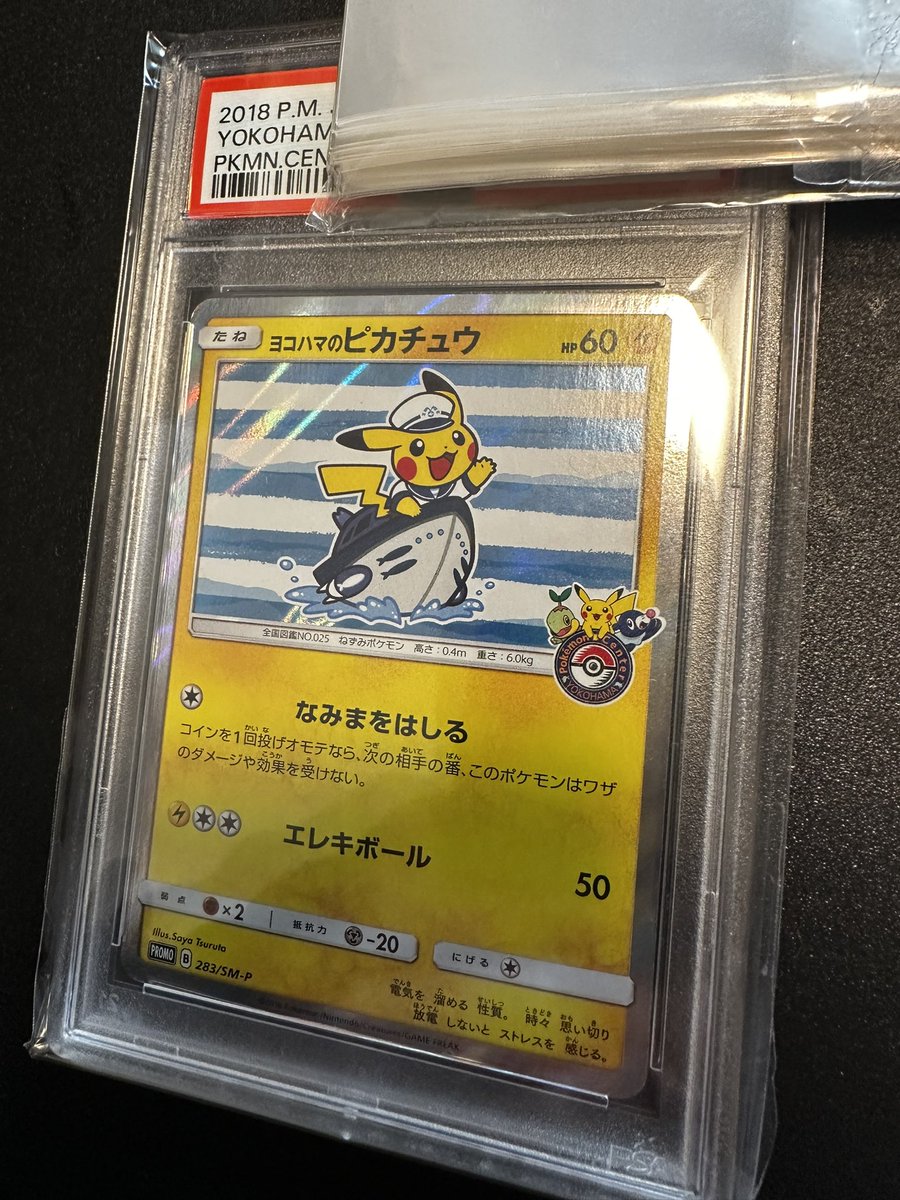 2018 P.M.
YOKOHAM
PKMN.CEN
たね ヨコハマのピカチュウ HP60
全国図鑑NO.025 ねずみポケモン 高さ:0.4m 重さ:6.0kg
Pokémon Center
YOKOHAMA
なみまをはしる
コインを1回投げオモテなら、次の相手の番、このポケモンはワザ
のダメージや効果を受けない。
エレキボール 50
弱点 ×2 抵抗力 -20 にげる
Illus.Saya Tsuruta
PROMO B 283/SM-P
電気を 溜める 性質。 時々 思い切り
放電 しないと ストレスを 感じる。
/Nintendo/Creatures/GAME FREAK